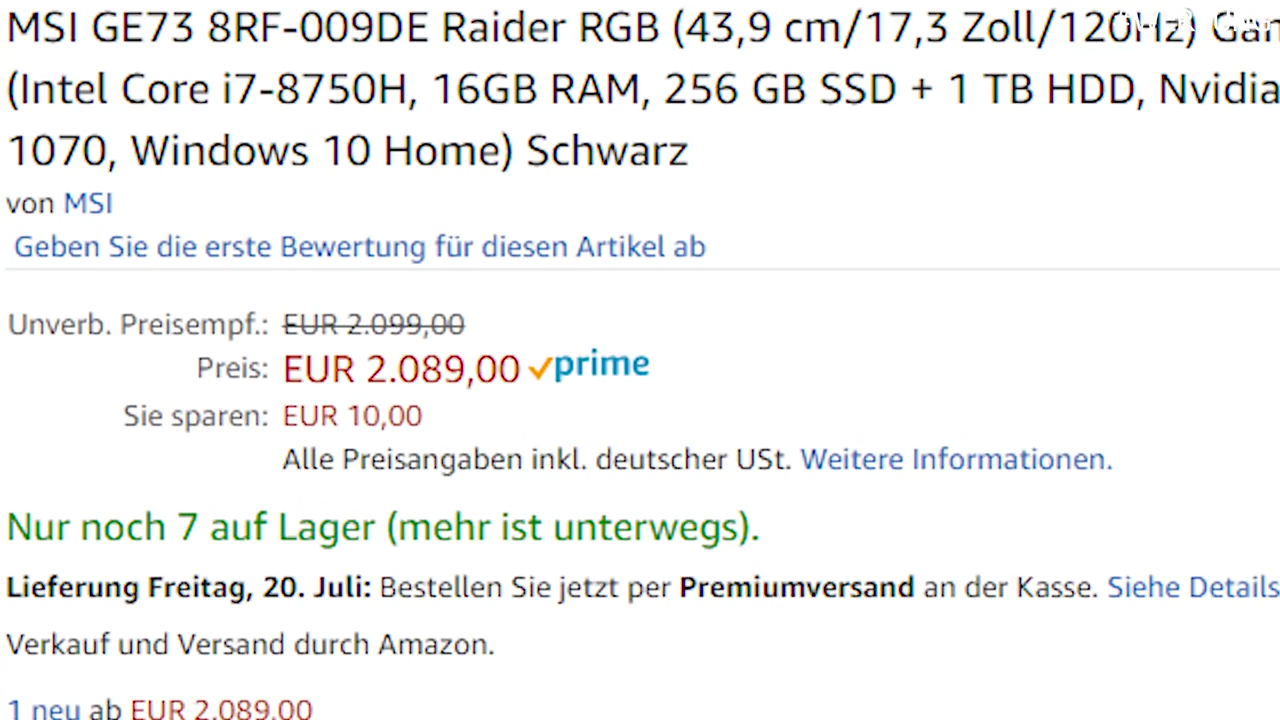 MSI GE73 8RF-009DE Raider RGB (43,9 cm/17,3 Zoll/120Hz)
(Intel Core i7-8750H, 16GB RAM, 256 GB SSD + 1 TB HDD, Nvidia
1070, Windows 10 Home) Schwarz
von MSI
Geben Sie die erste Bewertung für diesen Artikel ab
Unverb. Preisempf.: EUR 2.099,00
Preis: EUR 2.089,00 prime
Sie sparen: EUR 10,00
Alle Preisangaben inkl. deutscher USt. Weitere Informationen.
Nur noch 7 auf Lager (mehr ist unterwegs).
Lieferung Freitag, 20. Juli: Bestellen Sie jetzt per Premiumversand an der Kasse. Siehe Details
Verkauf und Versand durch Amazon.
1 neu ab EUR 2.089,00